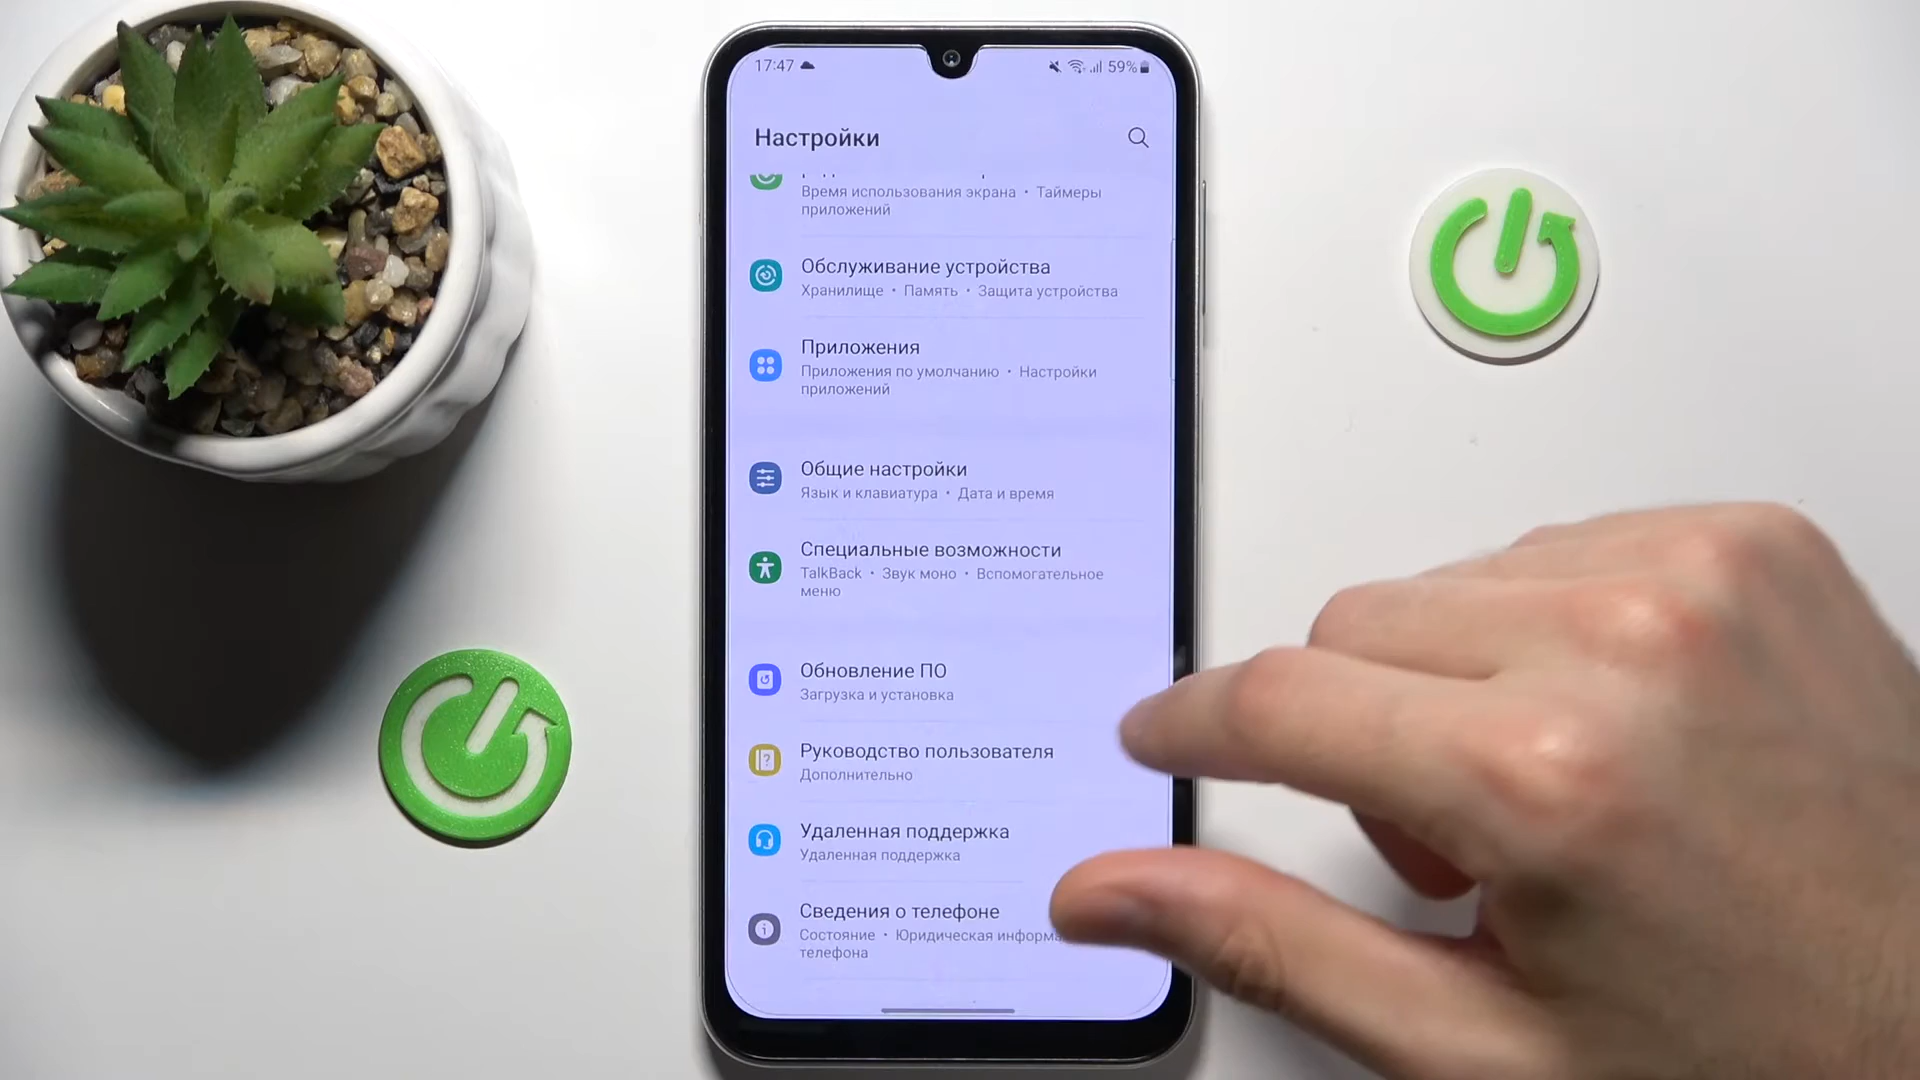 17:47
59%
Настройки
Время использования экрана • Таймеры
приложений
Обслуживание устройства
Хранилище • Память • Защита устройства
Приложения
Приложения по умолчанию • Настройки
приложений
Общие настройки
Язык и клавиатура • Дата и время
Специальные возможности
TalkBack • Звук моно • Вспомогательное
меню
Обновление ПО
Загрузка и установка
Руководство пользователя
Дополнительно
Удаленная поддержка
Удаленная поддержка
Сведения о телефоне
Состояние • Юридическая
телефона